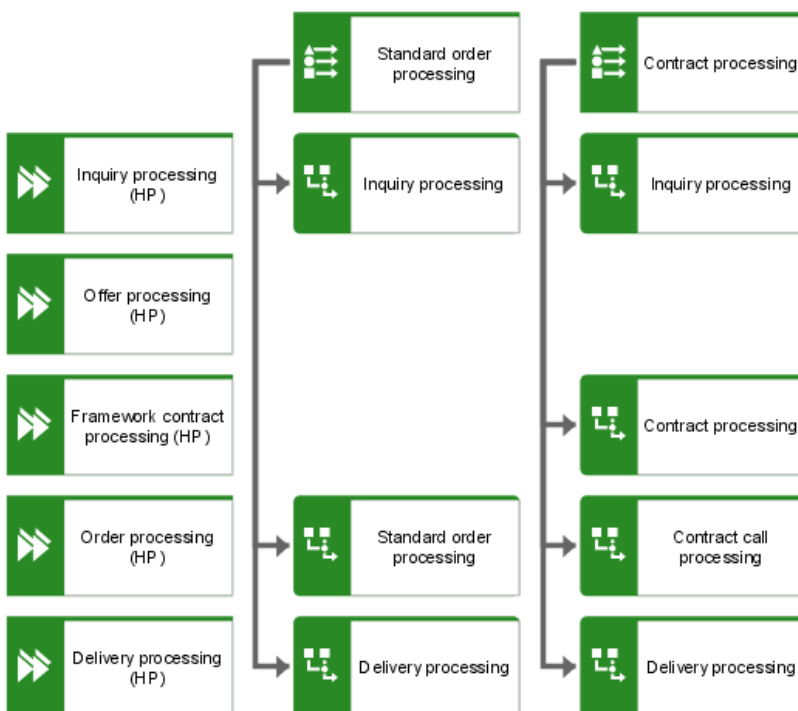 Standard order
processing
Contract processing
Inquiry processing
(HP)
Inquiry processing
Inquiry processing
Offer processing
(HP)
Framework contract
processing (HP)
Contract processing
Order processing
(HP)
Standard order
processing
Contract call
processing
Delivery processing
(HP)
Delivery processing
Delivery processing